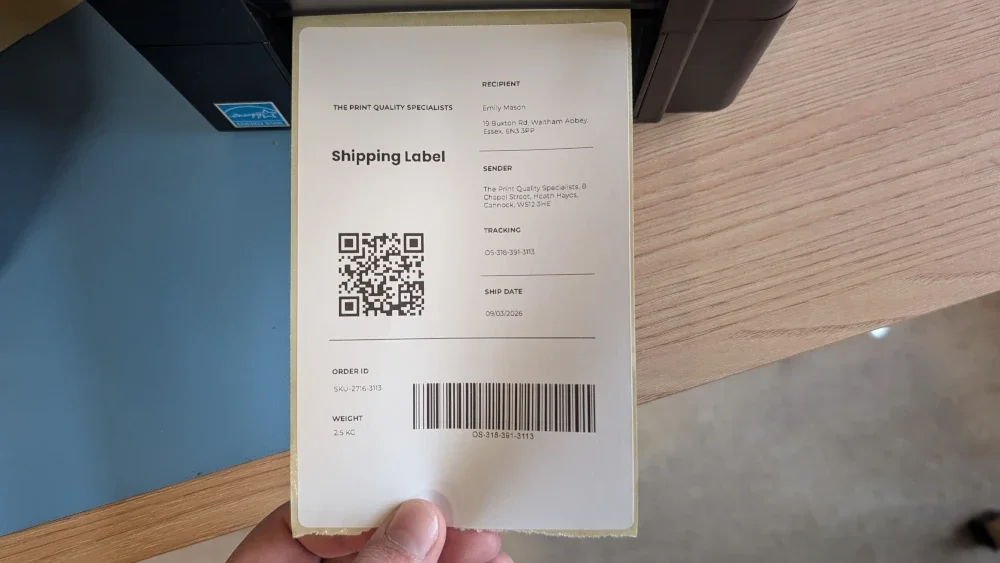 THE PRINT QUALITY SPECIALISTS
Shipping Label
RECIPIENT
Emily Mason
19 Buxton Rd, Waltham Abbey,
Essex, EN3 3PP
SENDER
The Print Quality Specialists, 8
Chapel Street, Heath Hayes,
Cannock, WS12 3HE
TRACKING
OS-318-391-3113
SHIP DATE
09/03/2026
ORDER ID
SKU-2716-3113
WEIGHT
2.5 KG
OS-318-391-3113